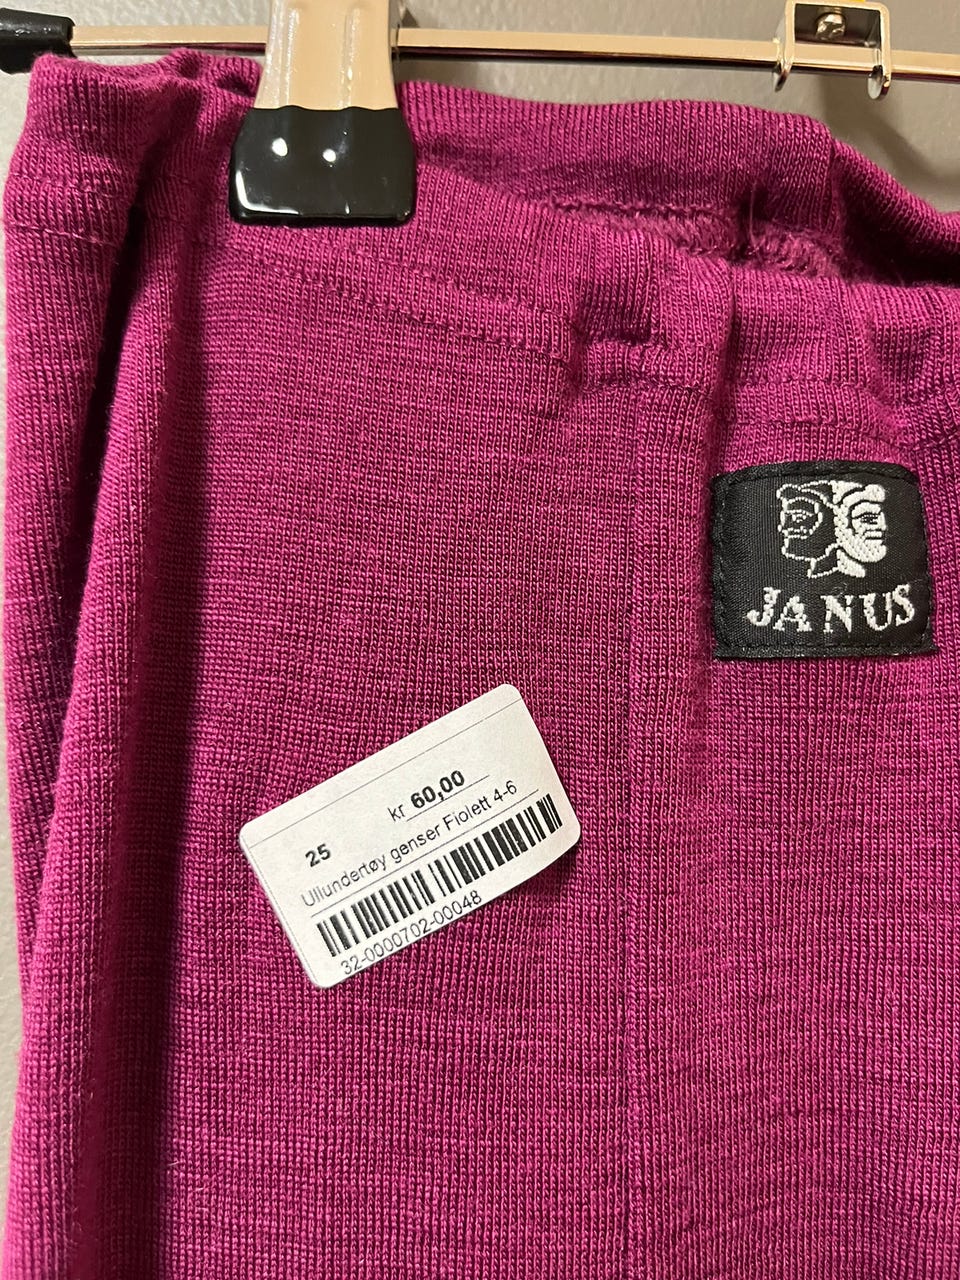 JANUS
kr 60,00
25
Ullundertøy genser Fiolett 4-6
32-0000702-00048